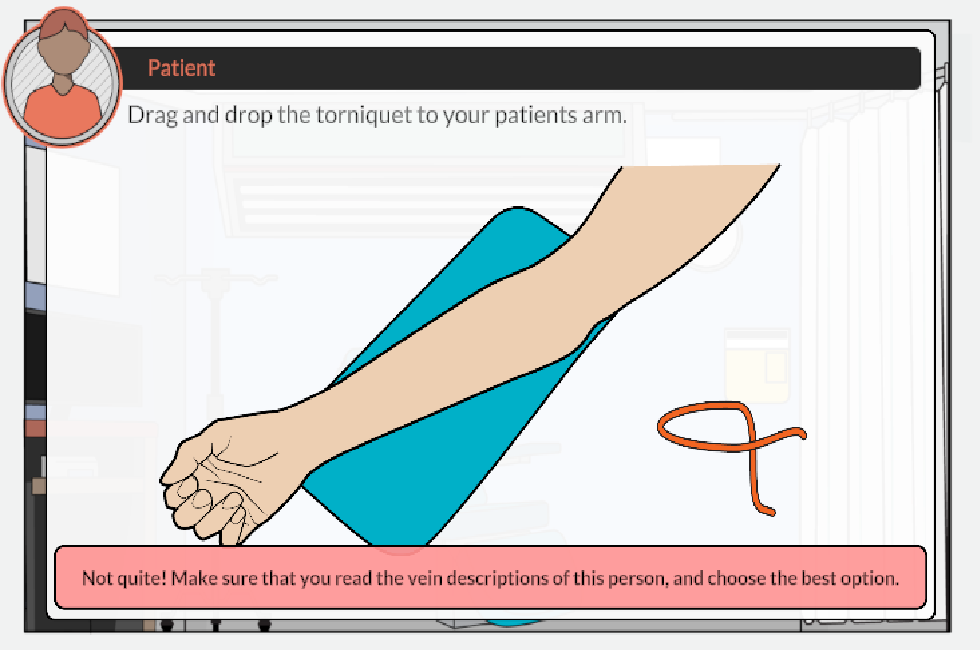 Patient
Drag and drop the torniquet to your patients arm.
Not quite! Make sure that you read the vein descriptions of this person, and choose the best option.